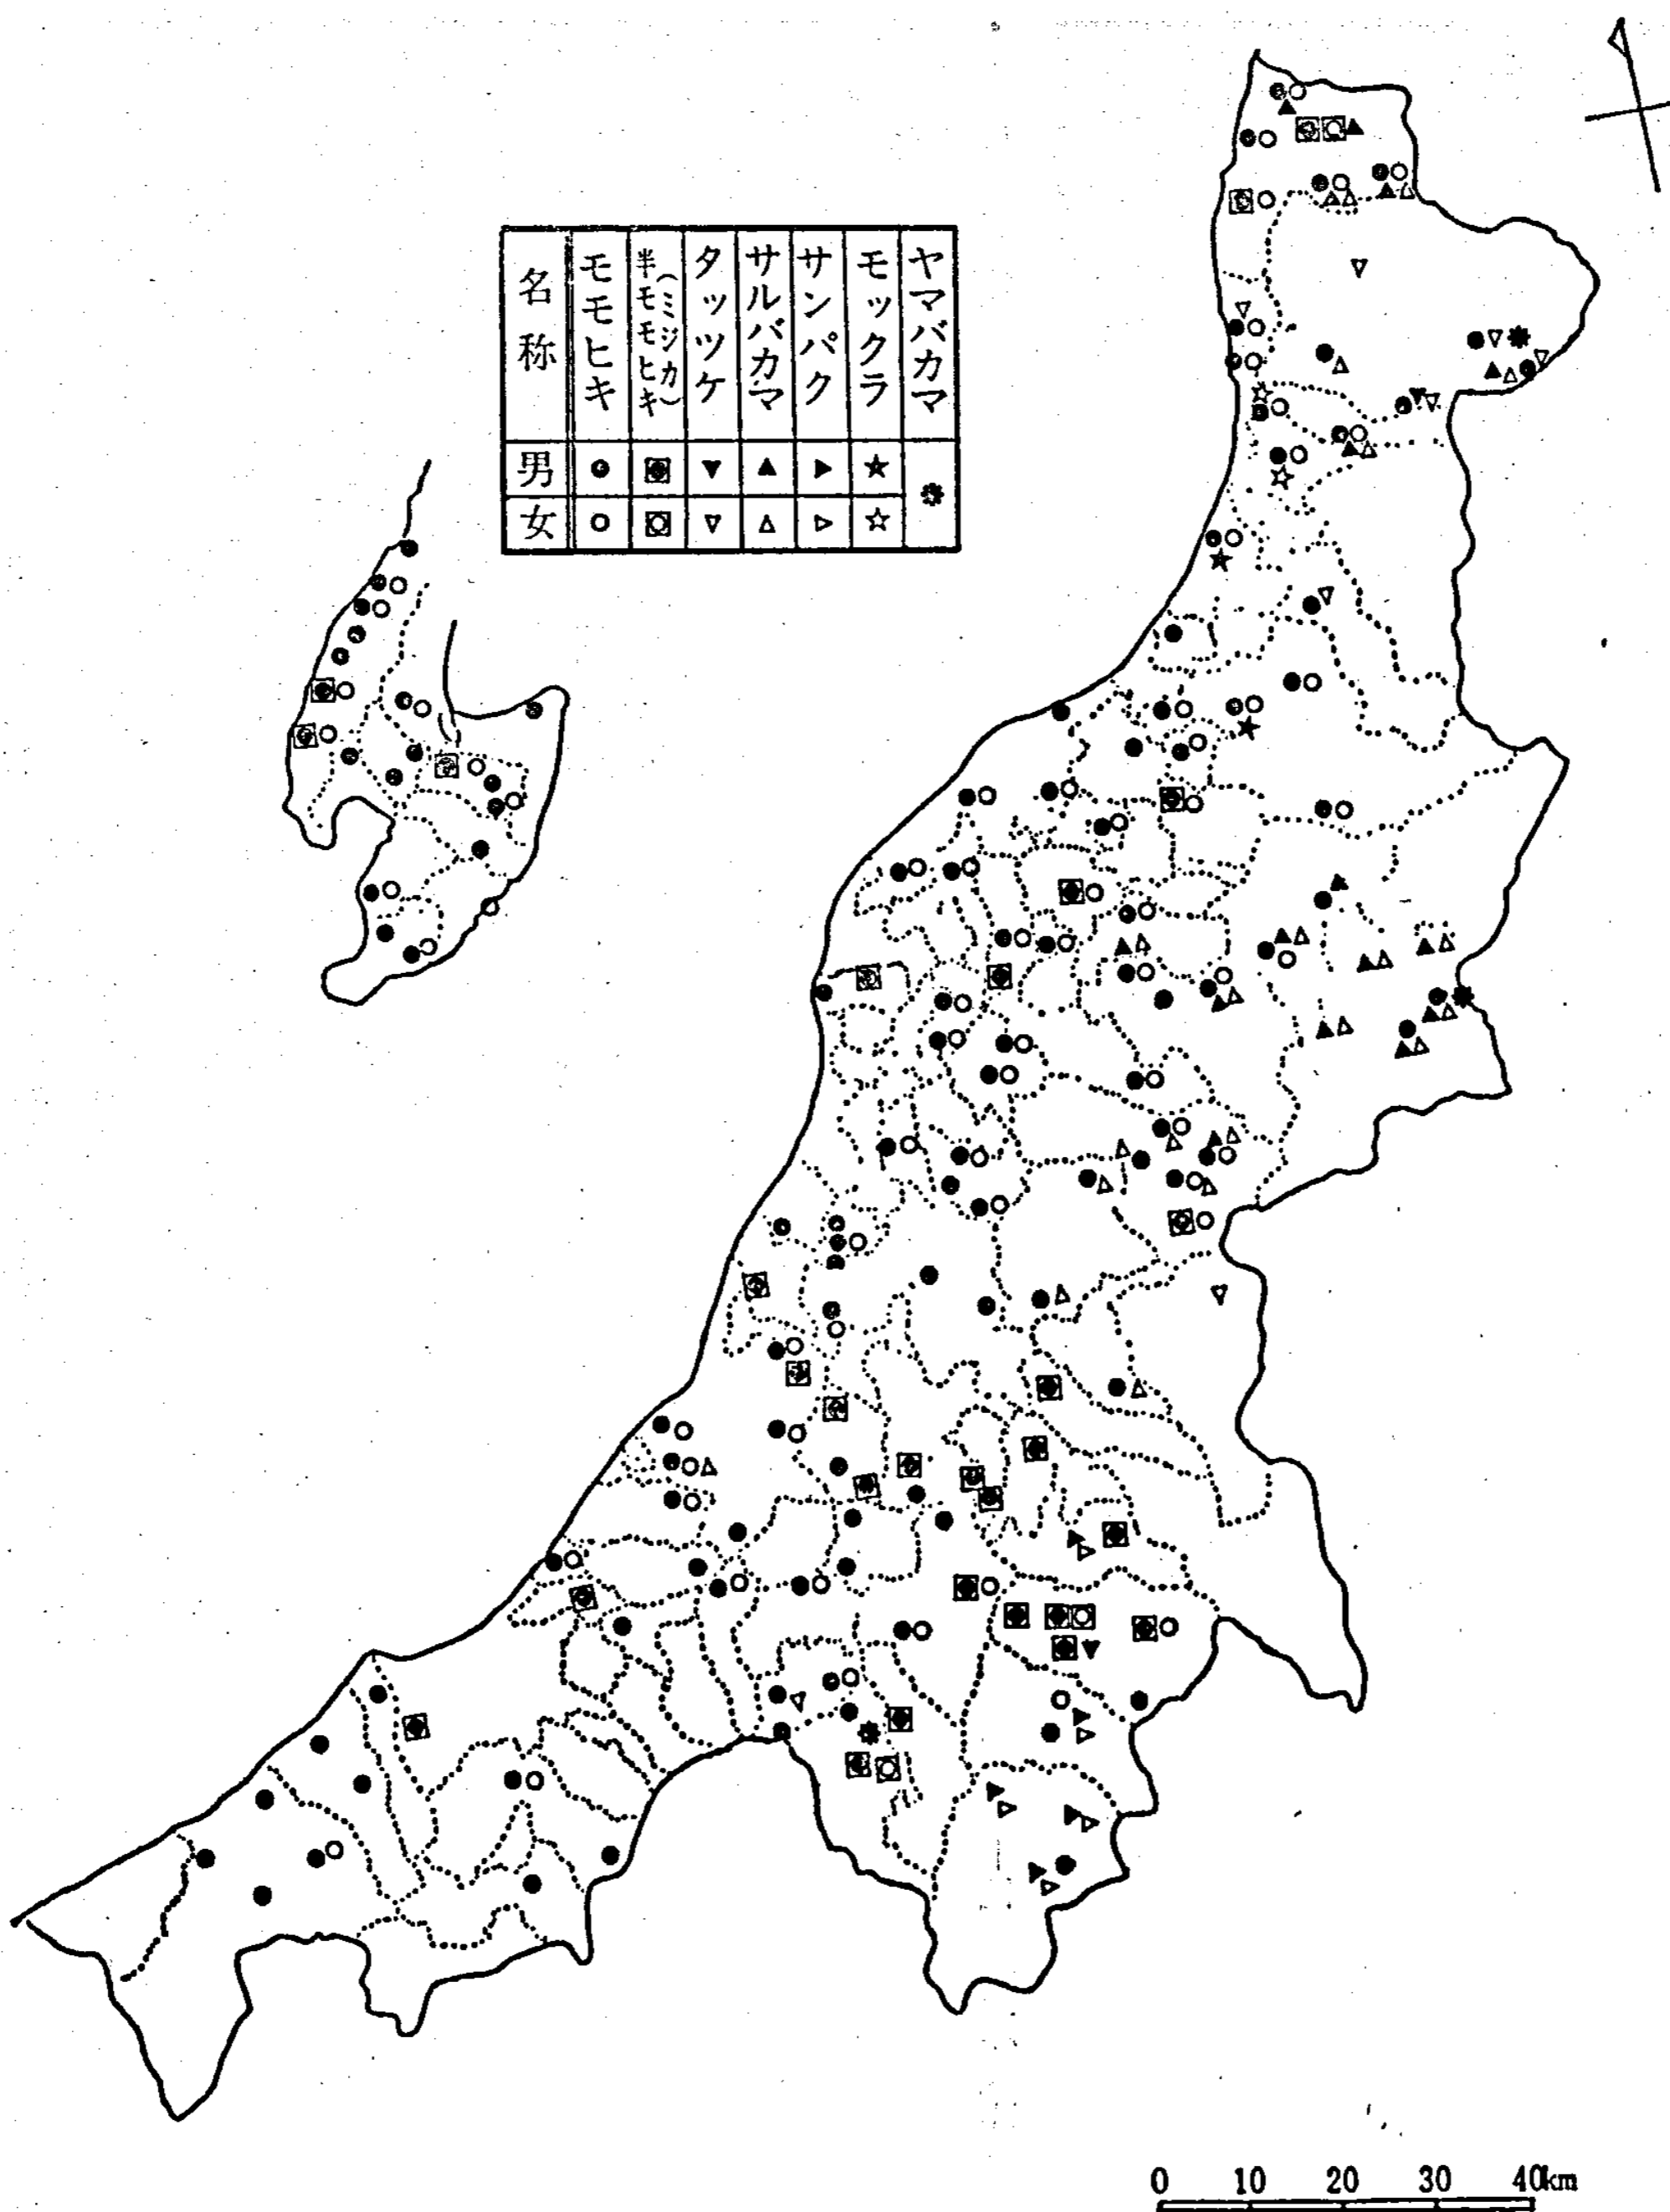 名称
モモヒキ
半モモヒキ
(ミジカ)
タッツケ
サルバカマ
サンパク
モックラ
ヤマバカマ
男
女
0 10 20 30 40km